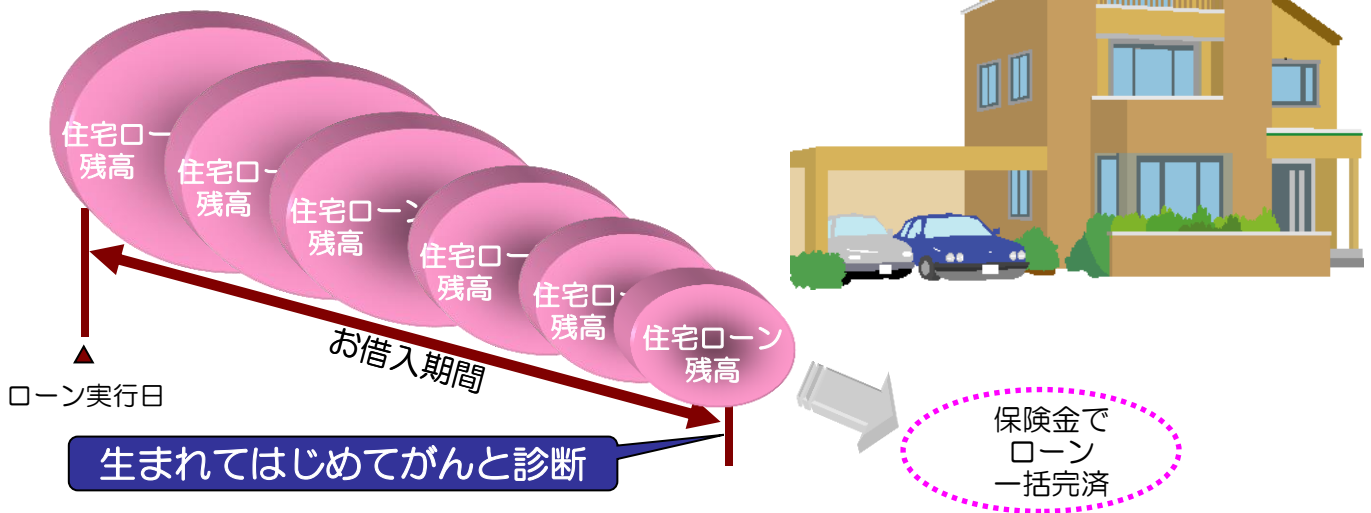 住宅ロー
残高
住宅ロー
残高
住宅ローン
残高
住宅ロー
残高
住宅ロー
残高
住宅ローン
残高
お借入期間
ローン実行日
生まれてはじめてがんと診断
保険金で
ローン
一括完済